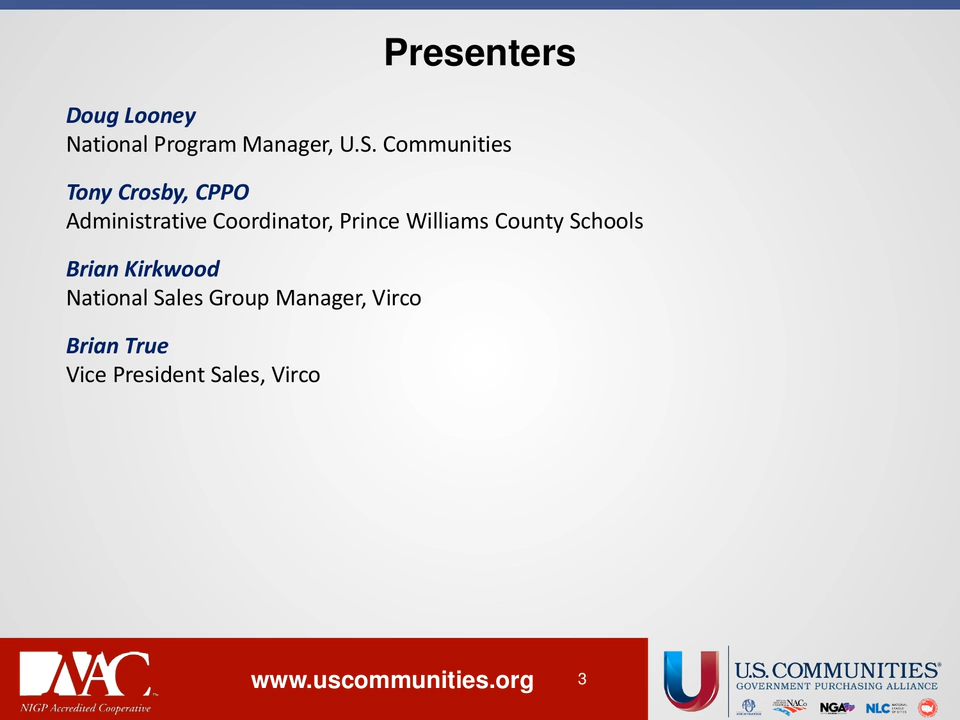 Presenters
Doug Looney
National Program Manager, U.S. Communities
Tony Crosby, CPPO
Administrative Coordinator, Prince Williams County Schools
Brian Kirkwood
National Sales Group Manager, Virco
Brian True
Vice President Sales, Virco
NAC
NIGP Accredited Cooperative
www.uscommunities.org
3
U.S. COMMUNITIES®
GOVERNMENT PURCHASING ALLIANCE
NACo
NGA
NLC